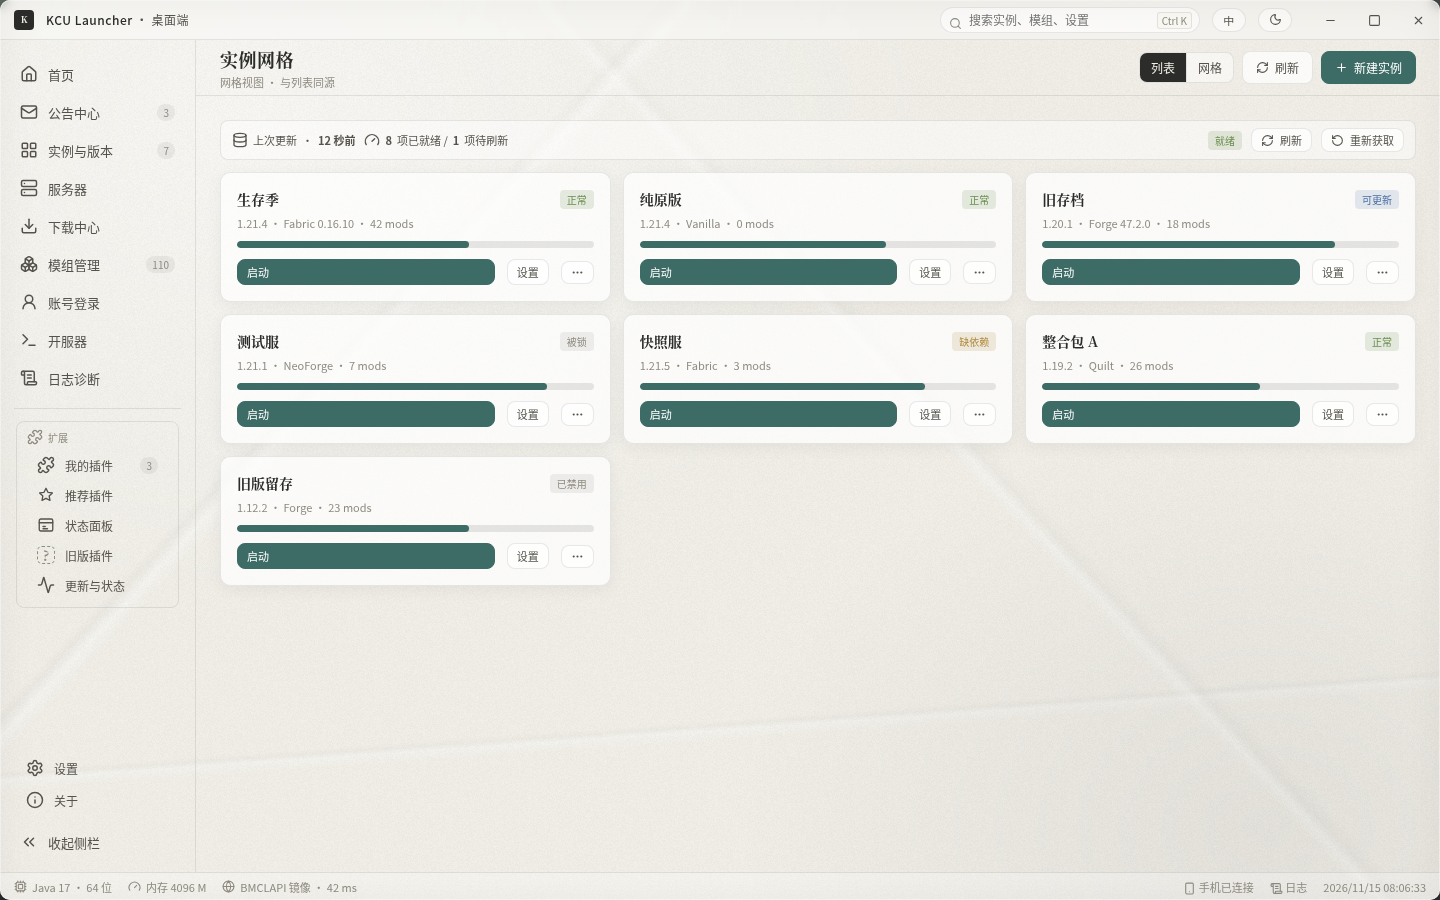 K KCU Launcher · 桌面端
搜索实例、模组、设置 Ctrl K 中
首页
公告中心 3
实例与版本 7
服务器
下载中心
模组管理 110
账号登录
开服器
日志诊断
扩展
我的插件 3
推荐插件
状态面板
旧版插件
更新与状态
设置
关于
收起侧栏
实例网格
网格视图 · 与列表同源
列表 网格 刷新 新建实例
上次更新 · 12 秒前 8 项已就绪 / 1 项待刷新
就绪 刷新 重新获取
生存季 正常
1.21.4 · Fabric 0.16.10 · 42 mods
启动 设置 ···
纯原版 正常
1.21.4 · Vanilla · 0 mods
启动 设置 ···
旧存档 可更新
1.20.1 · Forge 47.2.0 · 18 mods
启动 设置 ···
测试服 被锁
1.21.1 · NeoForge · 7 mods
启动 设置 ···
快照服 缺依赖
1.21.5 · Fabric · 3 mods
启动 设置 ···
整合包 A 正常
1.19.2 · Quilt · 26 mods
启动 设置 ···
旧版留存 已禁用
1.12.2 · Forge · 23 mods
启动 设置 ···
Java 17 · 64 位 内存 4096 M BMCLAPI 镜像 · 42 ms
手机已连接 日志 2026/11/15 08:06:33